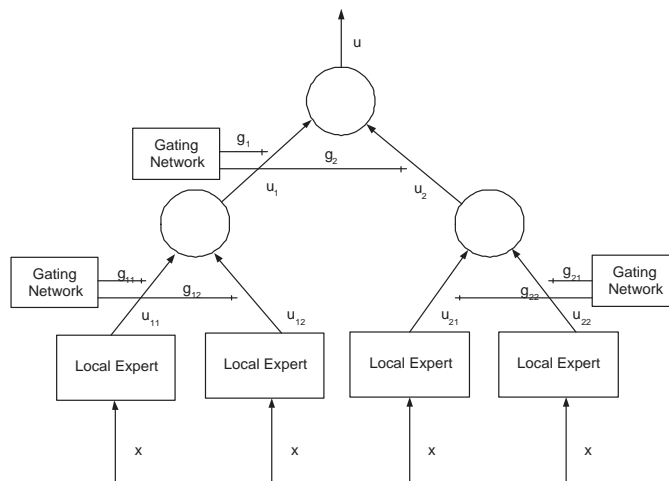 u
Gating
Network
g1
g2
u1
u2
Gating
Network
g11
g12
g21
g22
Gating
Network
u11
u12
u21
u22
Local Expert
Local Expert
Local Expert
Local Expert
x
x
x
x